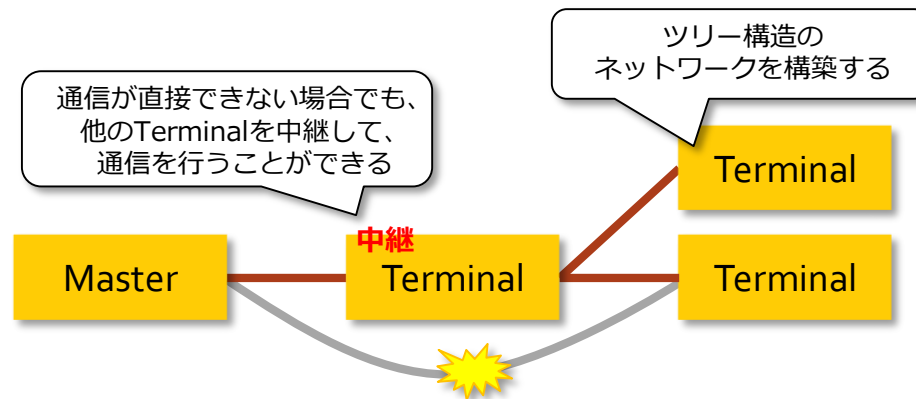 ツリー構造の
ネットワークを構築する
通信が直接できない場合でも、
他のTerminalを中継して、
通信を行うことができる
Terminal
中継
Master
Terminal
Terminal